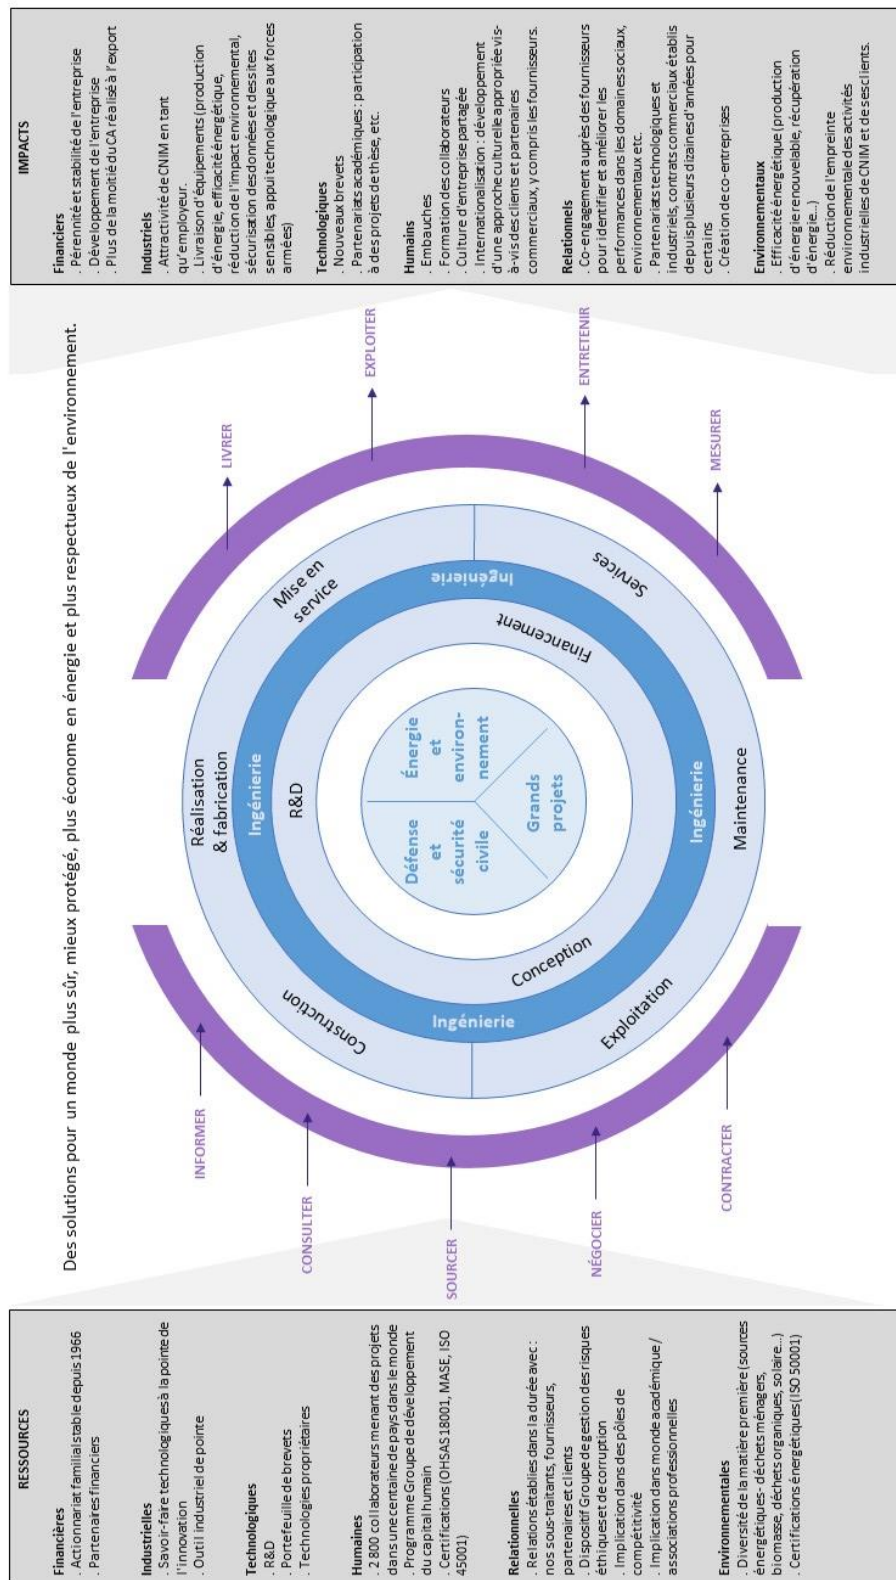 Des solutions pour un monde plus sûr, mieux protégé, plus économe en énergie et plus respectueux de l'environnement.
RESSOURCES
Financières
. Actionnariat familial stable depuis 1966
. Partenaires financiers
Industrielles
. Savoir-faire technologiques à la pointe de
l'innovation
. Outil industriel de pointe
Technologiques
. R&D
. Portefeuille de brevets
. Technologies propriétaires
Humaines
. 2 800 collaborateurs menant des projets
dans une centaine de pays dans le monde
. Programme Groupe de développement
du capital humain
. Certifications (OHSAS 18001, MASE, ISO
45001)
Relationnelles
. Relations établies dans la durée avec :
nos sous-traitants, fournisseurs,
partenaires et clients
. Dispositif Groupe de gestion des risques
éthiques et de corruption
. Implication dans des pôles de
compétitivité
. Implication dans monde académique /
associations professionnelles
Environnementales
. Diversité de la matière première (sources
énergétiques - déchets ménagers,
biomasse, déchets organiques, solaire...)
. Certifications énergétiques (ISO 50001)
INFORMER
CONSULTER
SOURCER
NÉGOCIER
CONTRACTER
Réalisation
& fabrication
Mise en
service
Services
Maintenance
Exploitation
Construction
Ingénierie
Ingénierie
Ingénierie
Ingénierie
R&D
Financement
Conception
Défense
et
sécurité
civile
Énergie
et
environ-
nement
Grands
projets
LIVRER
EXPLOITER
ENTRETENIR
MESURER
IMPACTS
Financiers
. Pérennité et stabilité de l'entreprise
. Développement de l'entreprise
. Plus de la moitié du CA réalisé à l'export
Industriels
. Attractivité de CNIM en tant
qu'employeur.
. Livraison d'équipements (production
d'énergie, efficacité énergétique,
réduction de l'impact environnemental,
sécurisation des données et des sites
sensibles, appui technologique aux forces
armées)
Technologiques
. Nouveaux brevets
. Partenariats académiques : participation
à des projets de thèse, etc.
Humains
. Embauches
. Formation des collaborateurs
. Culture d'entreprise partagée
. Internationalisation : développement
d'une approche culturelle appropriée vis-
à-vis des clients et partenaires
commerciaux, y compris les fournisseurs.
Relationnels
. Co-engagement auprès des fournisseurs
pour identifier et améliorer les
performances dans les domaines sociaux,
environnementaux etc.
. Partenariats technologiques et
industriels, contrats commerciaux établis
depuis plusieurs dizaines d'années pour
certains
. Création de co-entreprises
Environnementaux
. Efficacité énergétique (production
d'énergie renouvelable, récupération
d'énergie...)
. Réduction de l'empreinte
environnementale des activités
industrielles de CNIM et de ses clients.